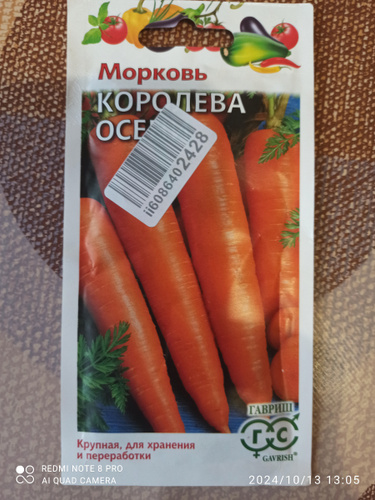 Морковь
КОРОЛЕВА
ii6086402428
ГАВРИШ
ГС
GAVRISH
®
Крупная, для хранения
и переработки
REDMI NOTE 8 PRO
AI QUAD CAMERA
2024/10/13 13:05